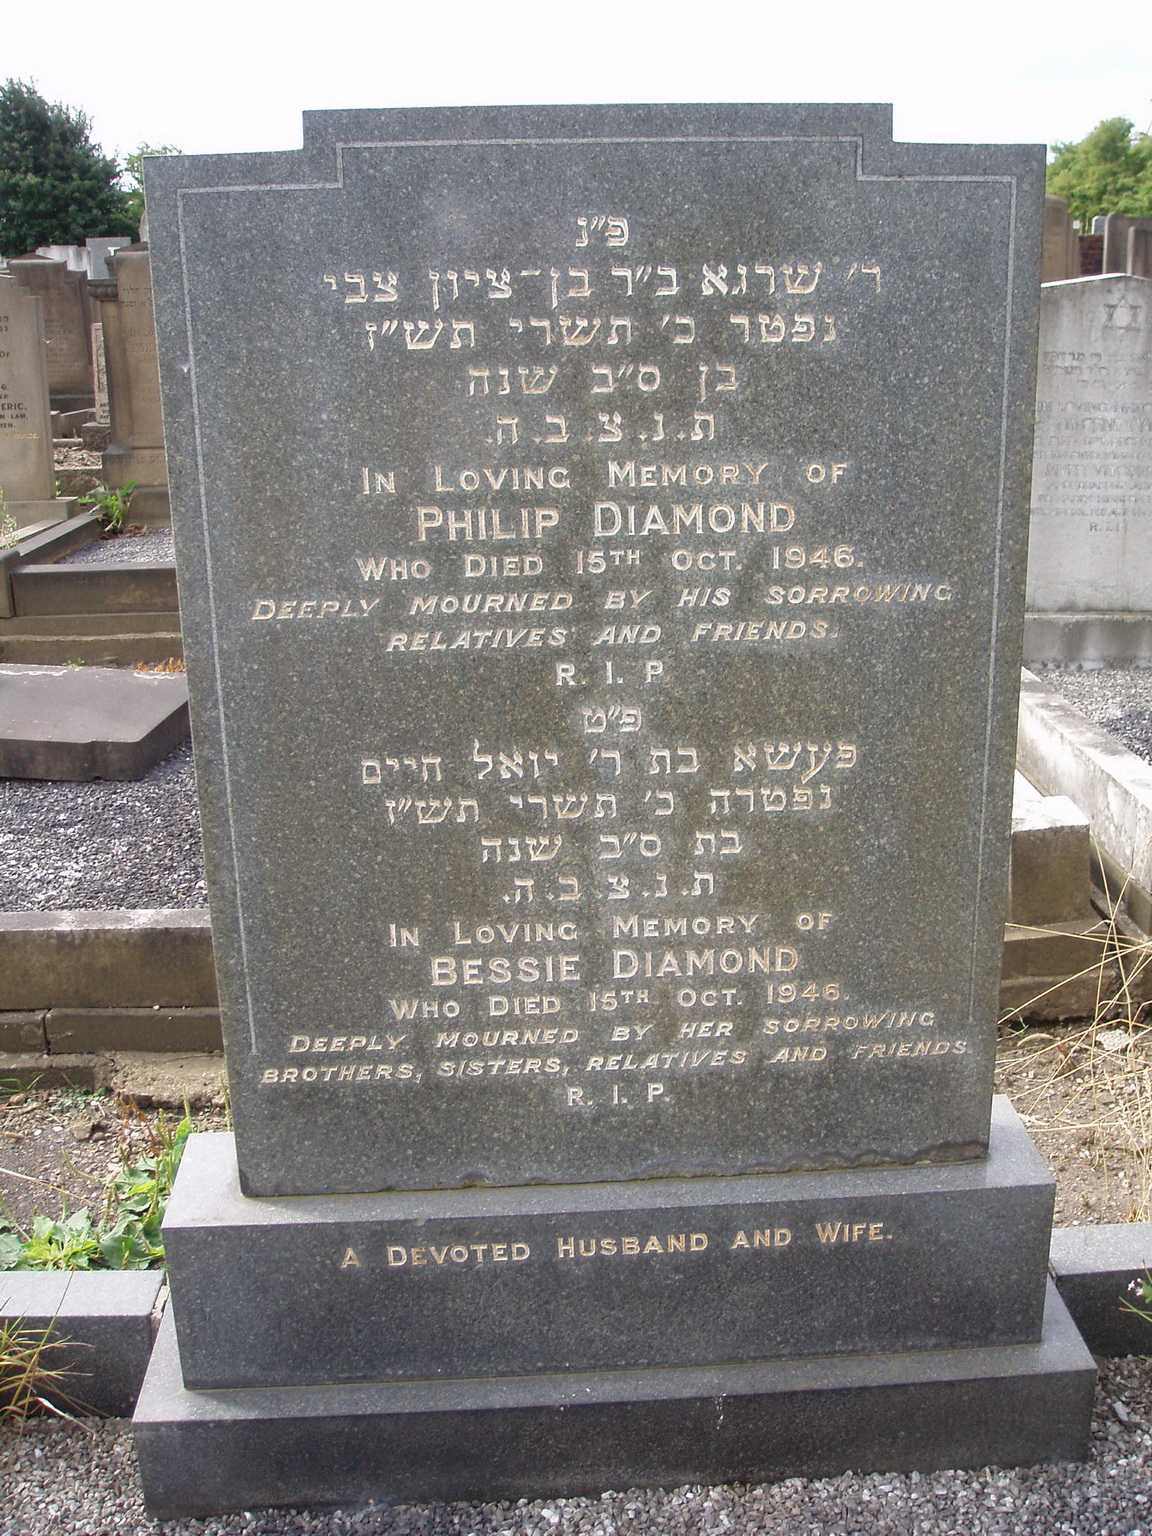 פ״נ
ר׳ שרגא ב״ר בן־ציון צבי
נפטר כ׳ תשרי תש״ז
בן ס״ב שנה
ת.נ.צ.ב.ה.
IN LOVING MEMORY OF
PHILIP DIAMOND
WHO DIED 15TH OCT. 1946.
DEEPLY MOURNED BY HIS SORROWING
RELATIVES AND FRIENDS.
R. I. P
פ״ט
פעשא בת ר׳ יואל חיים
נפטרה כ׳ תשרי תש״ז
בת ס״ב שנה
ת.נ.צ.ב.ה.
IN LOVING MEMORY OF
BESSIE DIAMOND
WHO DIED 15TH OCT. 1946.
DEEPLY MOURNED BY HER SORROWING
BROTHERS, SISTERS, RELATIVES AND FRIENDS.
R. I. P.
A DEVOTED HUSBAND AND WIFE.